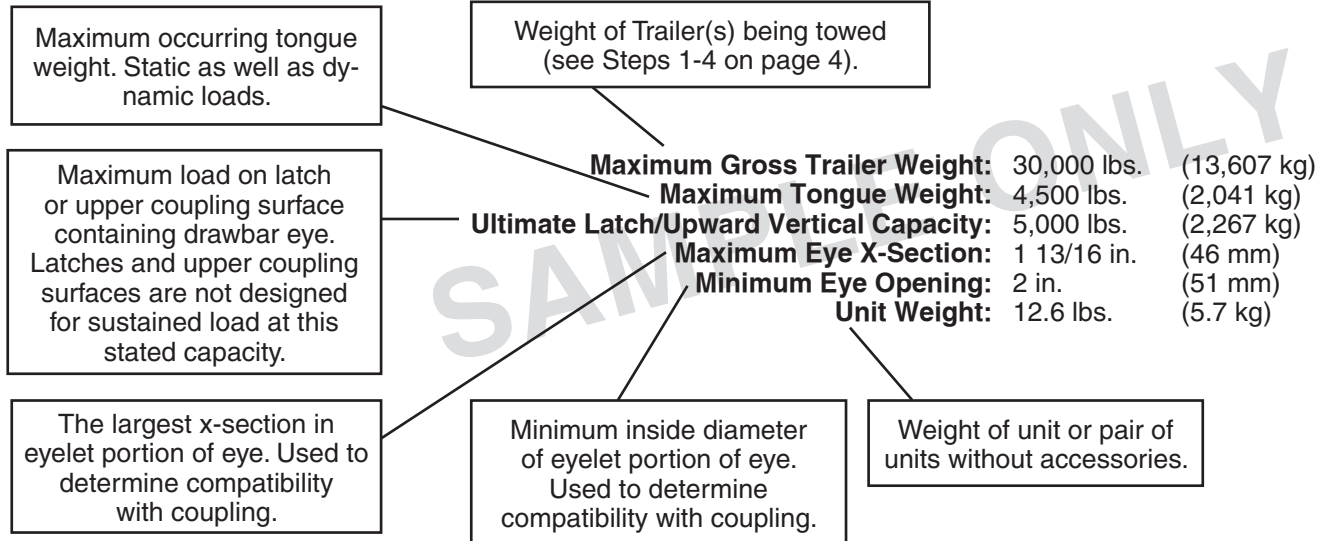 Maximum occurring tongue
weight. Static as well as dy-
namic loads.
Weight of Trailer(s) being towed
(see Steps 1-4 on page 4).
Maximum load on latch
or upper coupling surface
containing drawbar eye.
Latches and upper coupling
surfaces are not designed
for sustained load at this
stated capacity.
SAMPLE ONLY
Maximum Gross Trailer Weight: 30,000 lbs. (13,607 kg)
Maximum Tongue Weight: 4,500 lbs. (2,041 kg)
Ultimate Latch/Upward Vertical Capacity: 5,000 lbs. (2,267 kg)
Maximum Eye X-Section: 1 13/16 in. (46 mm)
Minimum Eye Opening: 2 in. (51 mm)
Unit Weight: 12.6 lbs. (5.7 kg)
The largest x-section in
eyelet portion of eye. Used to
determine compatibility
with coupling.
Minimum inside diameter
of eyelet portion of eye.
Used to determine
compatibility with coupling.
Weight of unit or pair of
units without accessories.